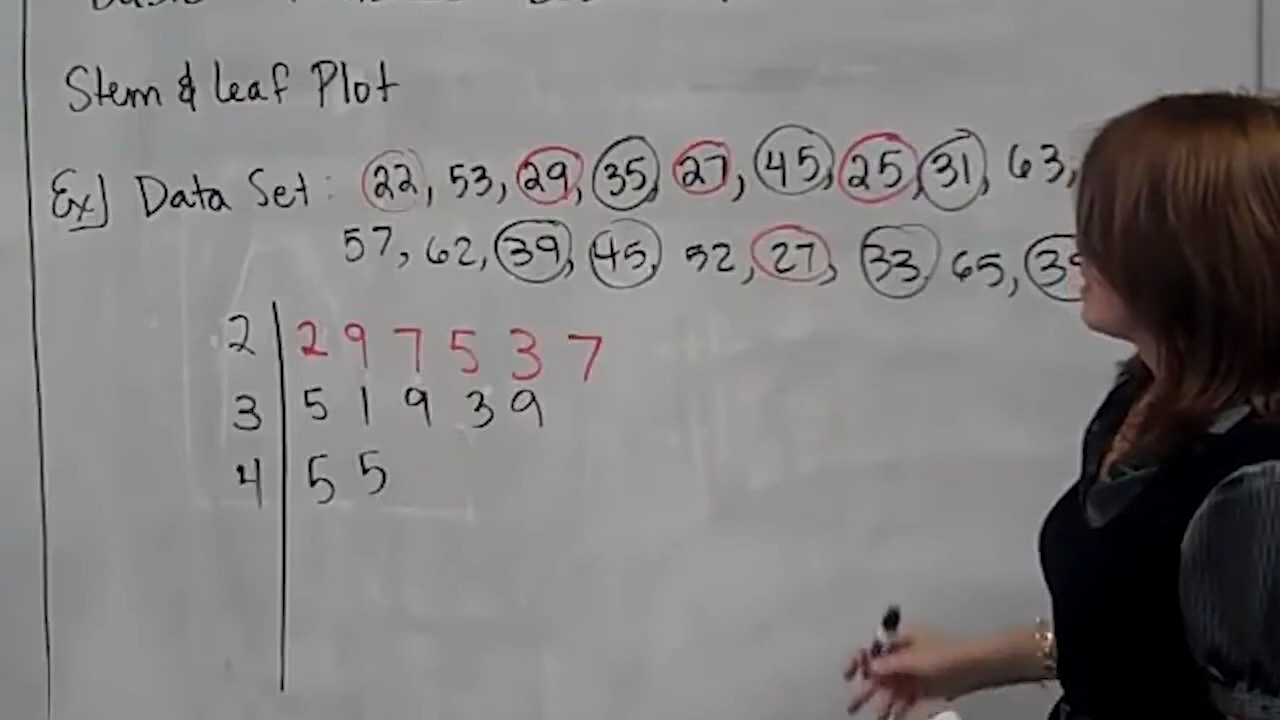 Stem & Leaf Plot
Ex] Data Set: 22, 53, 29, 35, 27, 45, 25, 31, 63,
57, 62, 39, 45, 52, 27, 33, 65,
2 | 2 9 7 5 3 7
3 | 5 1 9 3 9
4 | 5 5